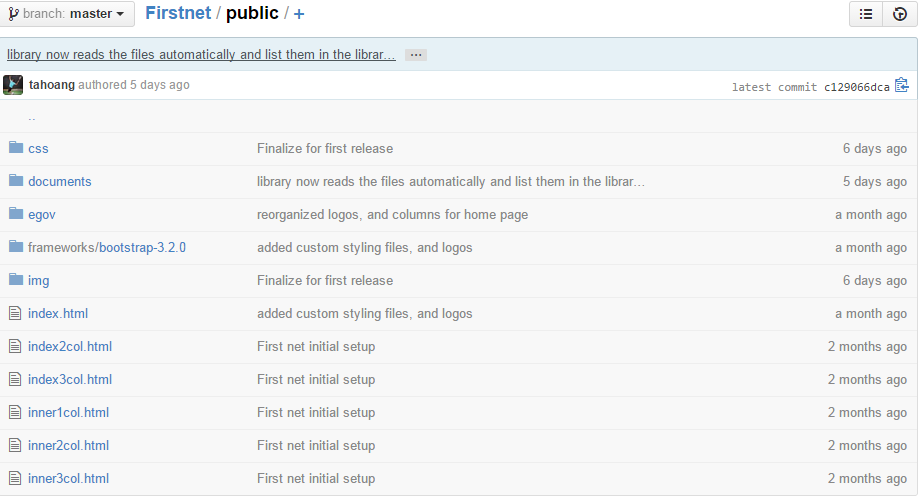 branch: master Firstnet / public / +
library now reads the files automatically and list them in the librar… …
tahoang authored 5 days ago latest commit c129066dca
..
css Finalize for first release 6 days ago
documents library now reads the files automatically and list them in the librar… 5 days ago
egov reorganized logos, and columns for home page a month ago
frameworks/bootstrap-3.2.0 added custom styling files, and logos a month ago
img Finalize for first release 6 days ago
index.html added custom styling files, and logos a month ago
index2col.html First net initial setup 2 months ago
index3col.html First net initial setup 2 months ago
inner1col.html First net initial setup 2 months ago
inner2col.html First net initial setup 2 months ago
inner3col.html First net initial setup 2 months ago